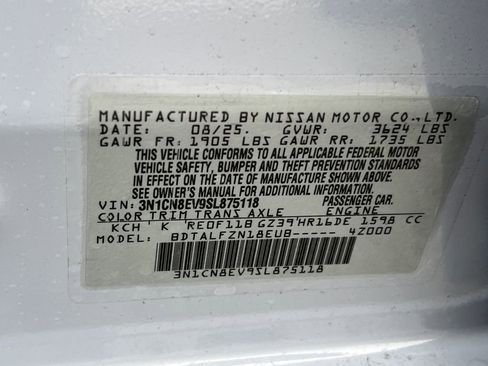 MANUFACTURED BY NISSAN MOTOR CO., LTD.
DATE: 08/25. GVWR: 3624 LBS
GAWR FR: 1905 LBS GAWR RR: 1735 LBS
THIS VEHICLE CONFORMS TO ALL APPLICABLE FEDERAL MOTOR
VEHICLE SAFETY, BUMPER AND THEFT PREVENTION STANDARDS
IN EFFECT ON THE DATE OF MANUFACTURE SHOWN ABOVE.
SEE OWNER'S MANUAL FOR ADDITIONAL INFORMATION.
VIN: 3N1CN8EV9SL875118 PASSENGER CAR.
COLOR TRIM TRANS AXLE ENGINE
KCH K RE0F11B GZ39 HR16DE 1598 CC
MODEL: BDTALFZN18EUB----- 4Z000
3N1CN8EV9SL875118